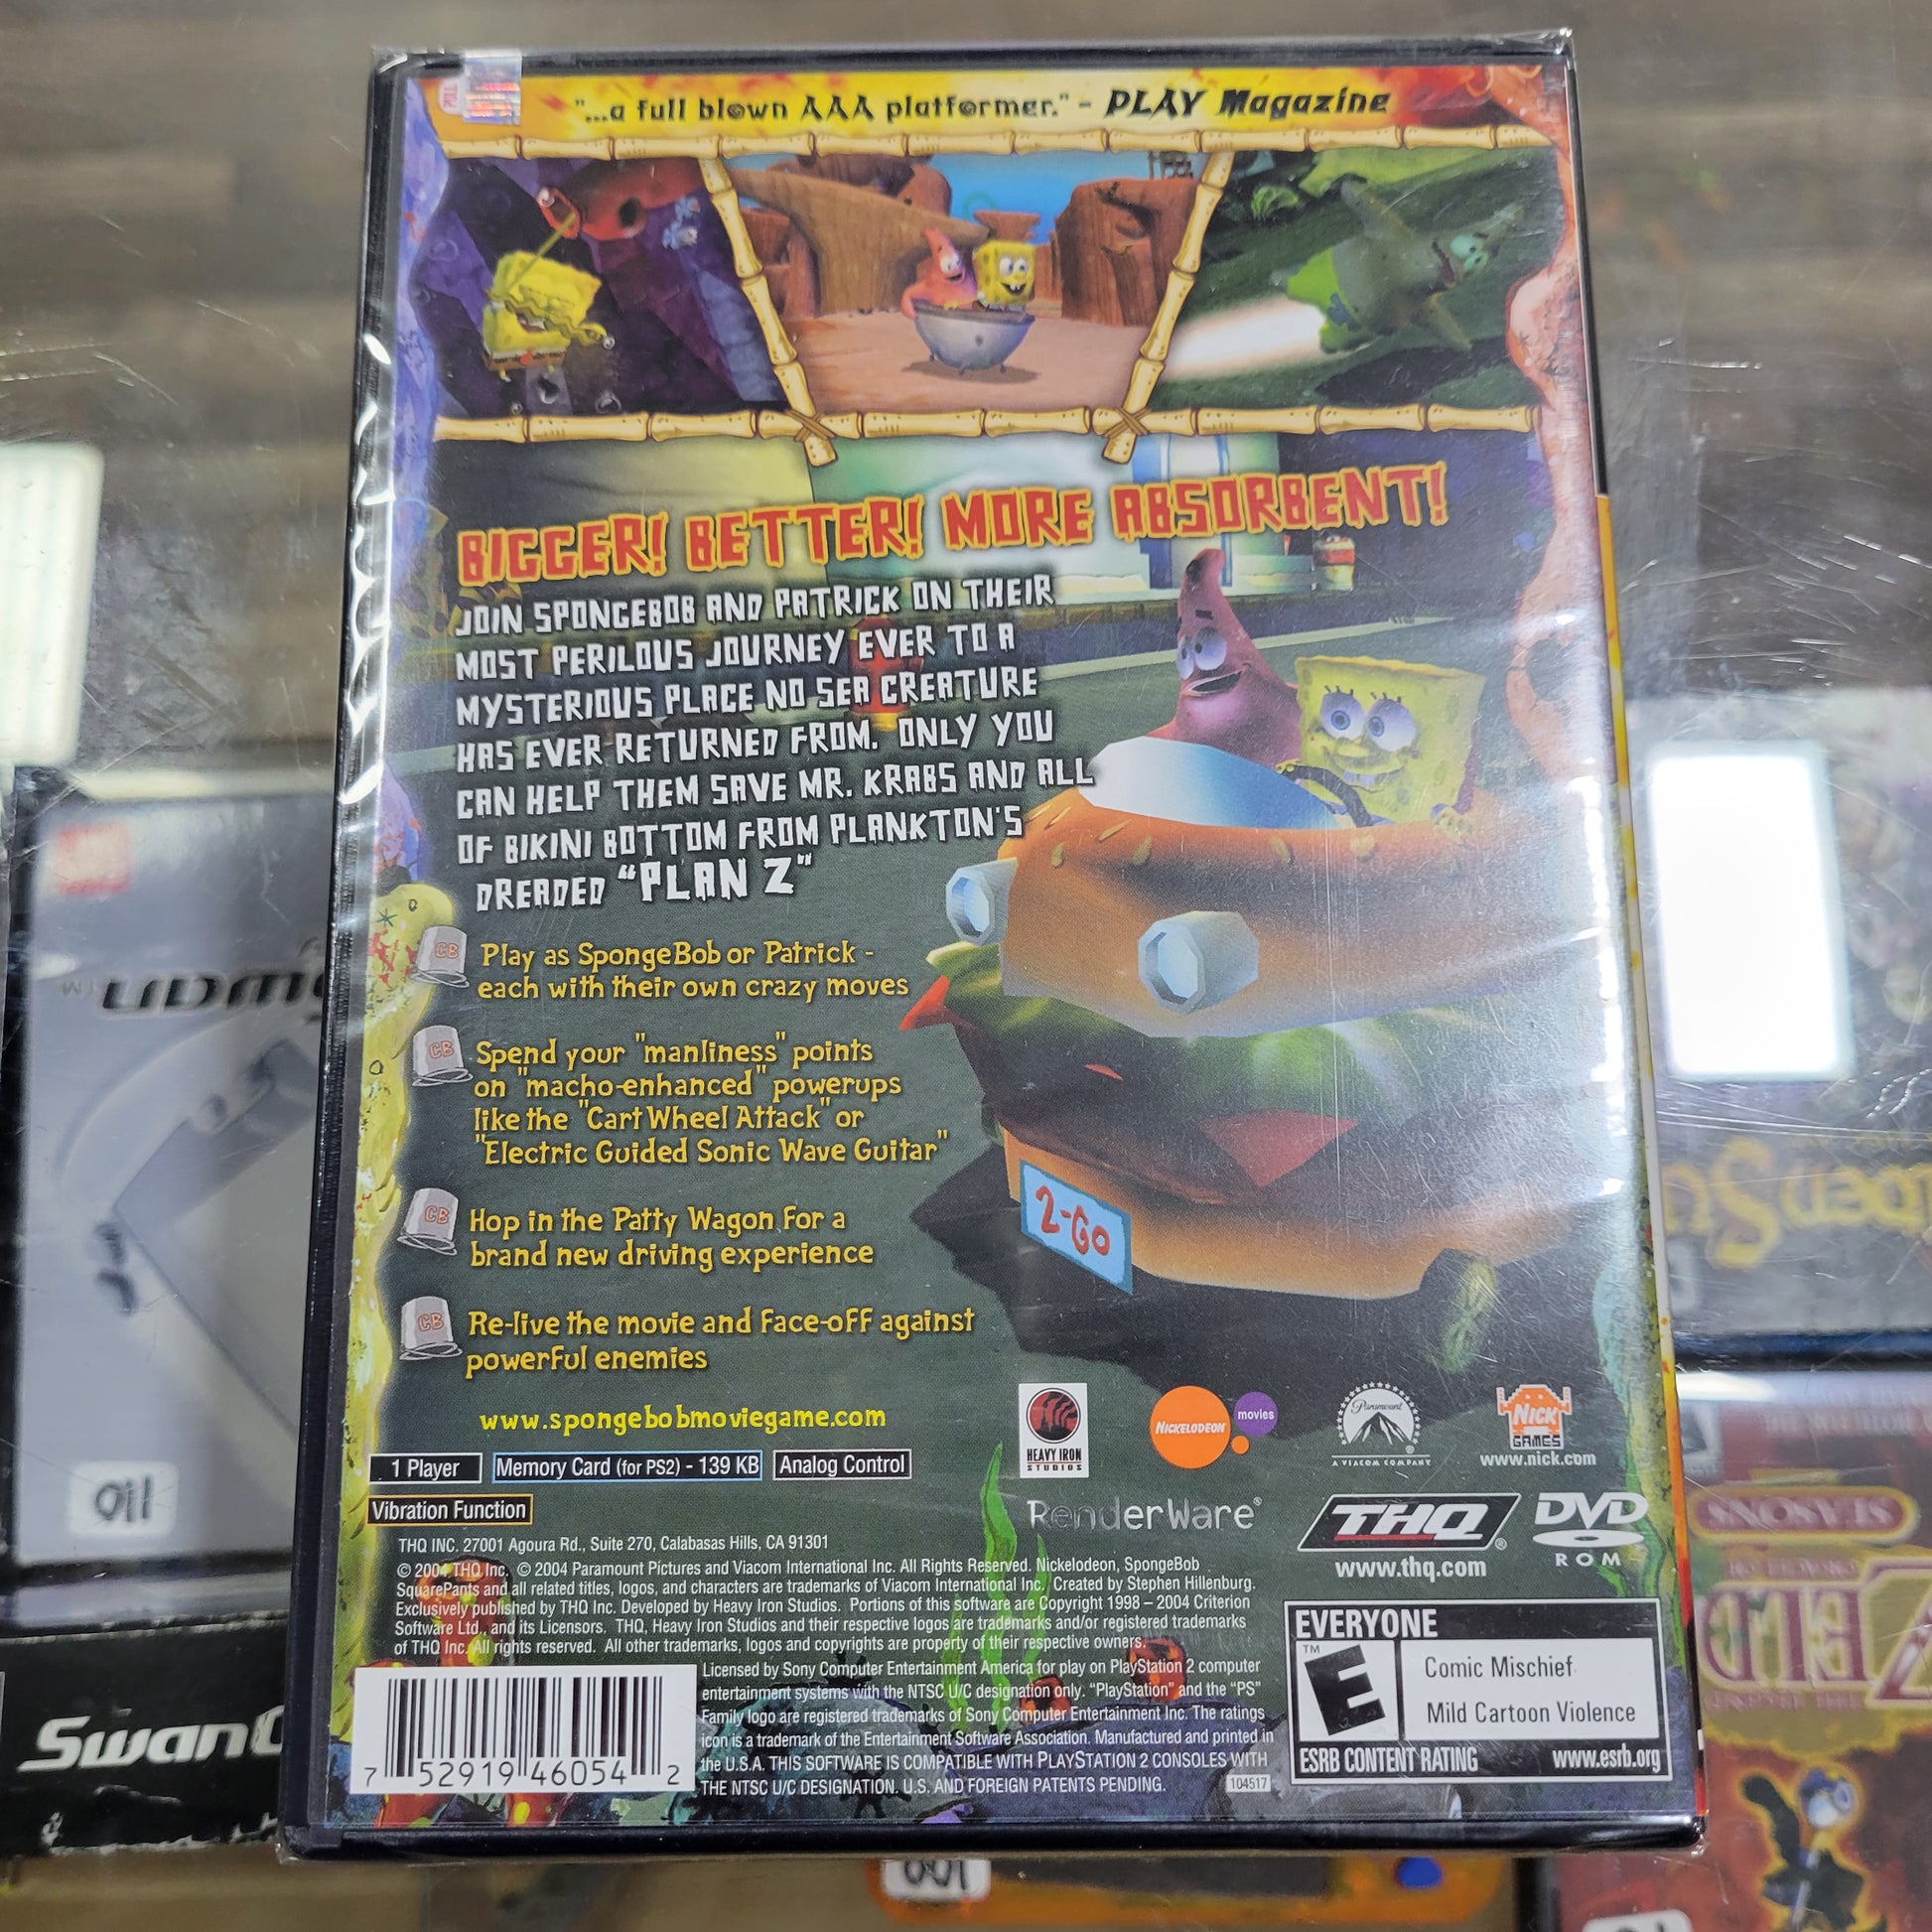 "...a full blown AAA platformer." - PLAY Magazine
BIGGER! BETTER! MORE ABSORBENT!
JOIN SPONGEBOB AND PATRICK ON THEIR
MOST PERILOUS JOURNEY EVER TO A
MYSTERIOUS PLACE NO SEA CREATURE
HAS EVER RETURNED FROM. ONLY YOU
CAN HELP THEM SAVE MR. KRABS AND ALL
OF BIKINI BOTTOM FROM PLANKTON'S
DREADED "PLAN Z"
CB
Play as SpongeBob or Patrick -
each with their own crazy moves
CB
Spend your "manliness" points
on "macho-enhanced" powerups
like the "Cart Wheel Attack" or
"Electric Guided Sonic Wave Guitar"
CB
Hop in the Patty Wagon for a
brand new driving experience
CB
Re-live the movie and face-off against
powerful enemies
2-Go
www.spongebobmoviegame.com
HEAVY IRON
STUDIOS
NICKELODEON
movies
Paramount
A VIACOM COMPANY
NICK
GAMES
www.nick.com
1 Player
Memory Card (for PS2) - 139 KB
Analog Control
Vibration Function
RenderWare®
THQ®
www.thq.com
DVD
ROM
THQ INC. 27001 Agoura Rd., Suite 270, Calabasas Hills, CA 91301
© 2004 THQ Inc. © 2004 Paramount Pictures and Viacom International Inc. All Rights Reserved. Nickelodeon, SpongeBob
SquarePants and all related titles, logos, and characters are trademarks of Viacom International Inc. Created by Stephen Hillenburg.
Exclusively published by THQ Inc. Developed by Heavy Iron Studios. Portions of this software are Copyright 1998 – 2004 Criterion
Software Ltd., and its Licensors. THQ, Heavy Iron Studios and their respective logos are trademarks and/or registered trademarks
of THQ Inc. All rights reserved. All other trademarks, logos and copyrights are property of their respective owners.
Licensed by Sony Computer Entertainment America for play on PlayStation 2 computer
entertainment systems with the NTSC U/C designation only. "PlayStation" and the "PS"
Family logo are registered trademarks of Sony Computer Entertainment Inc. The ratings
icon is a trademark of the Entertainment Software Association. Manufactured and printed in
the U.S.A. THIS SOFTWARE IS COMPATIBLE WITH PLAYSTATION 2 CONSOLES WITH
THE NTSC U/C DESIGNATION. U.S. AND FOREIGN PATENTS PENDING.
104517
7 52919 46054 2
EVERYONE
E
™
Comic Mischief
Mild Cartoon Violence
ESRB CONTENT RATING www.esrb.org
Swan
ZELD